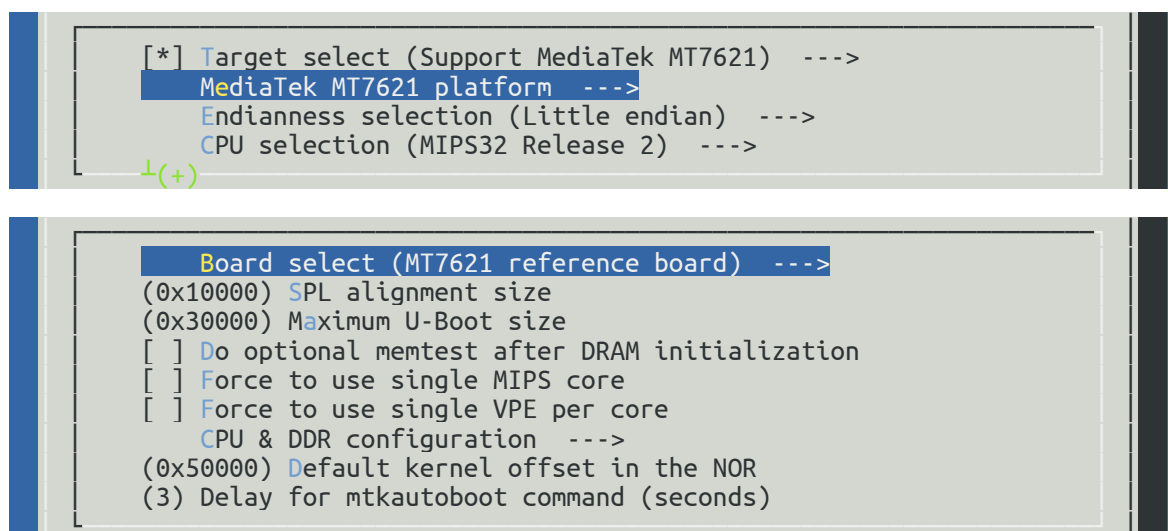 [*] Target select (Support MediaTek MT7621)  --->
MediaTek MT7621 platform  --->
Endianness selection (Little endian)  --->
CPU selection (MIPS32 Release 2)  --->
┴(+)
Board select (MT7621 reference board)  --->
(0x10000) SPL alignment size
(0x30000) Maximum U-Boot size
[ ] Do optional memtest after DRAM initialization
[ ] Force to use single MIPS core
[ ] Force to use single VPE per core
CPU & DDR configuration  --->
(0x50000) Default kernel offset in the NOR
(3) Delay for mtkautoboot command (seconds)